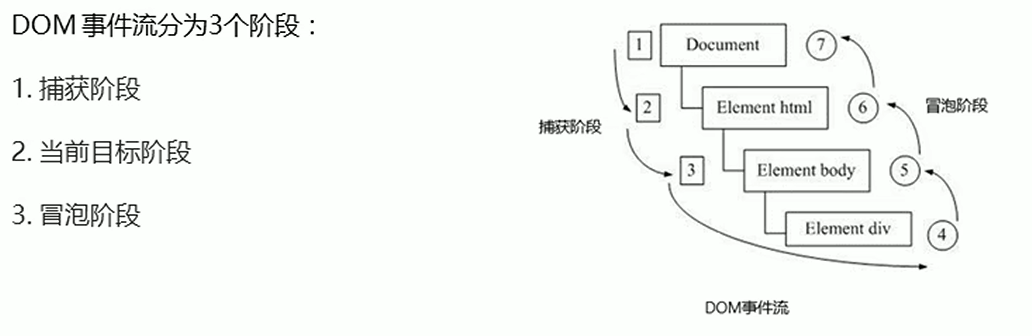 DOM 事件流分为3个阶段：
1. 捕获阶段
2. 当前目标阶段
3. 冒泡阶段
1 Document 7
2 Element html 6 冒泡阶段
捕获阶段
3 Element body 5
Element div 4
DOM事件流